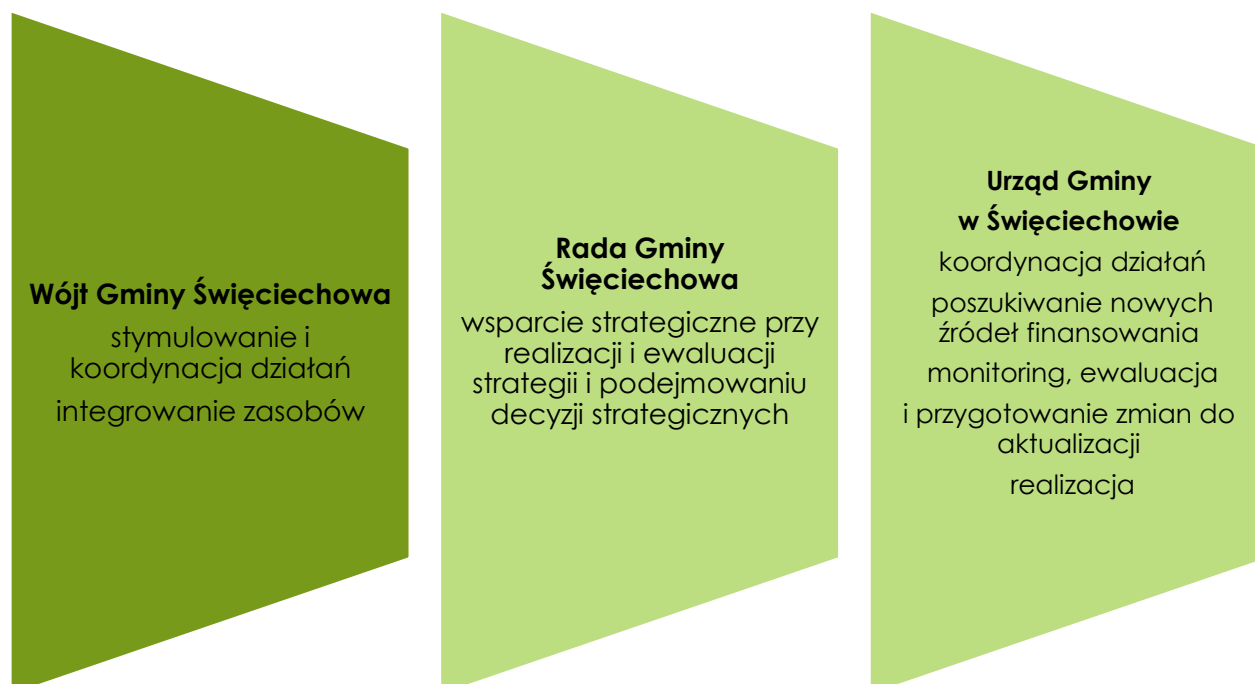 Wójt Gminy Święciechowa
stymulowanie i
koordynacja działań
integrowanie zasobów
Rada Gminy
Święciechowa
wsparcie strategiczne przy
realizacji i ewaluacji
strategii i podejmowaniu
decyzji strategicznych
Urząd Gminy
w Święciechowie
koordynacja działań
poszukiwanie nowych
źródeł finansowania
monitoring, ewaluacja
i przygotowanie zmian do
aktualizacji
realizacja